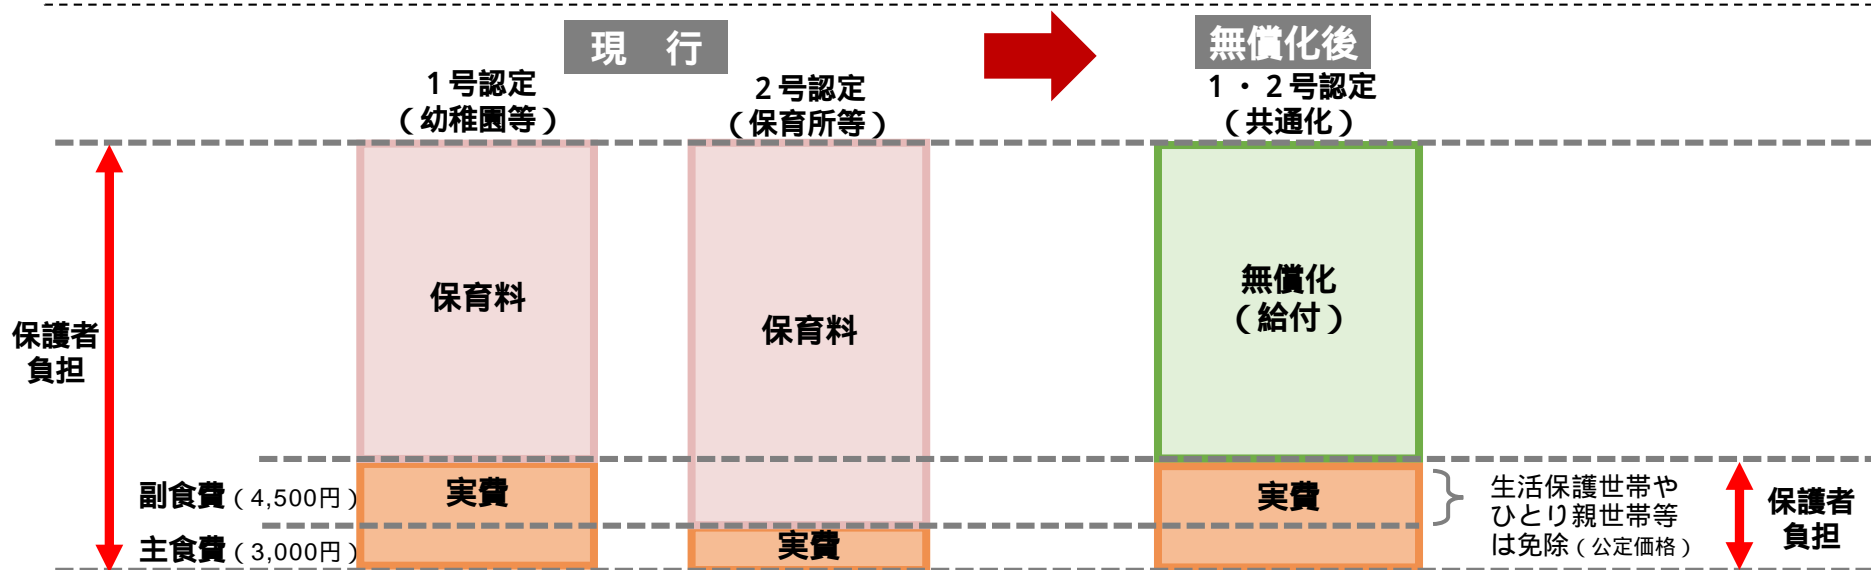 現　行
無償化後
１号認定
（幼稚園等）
２号認定
（保育所等）
１・２号認定
（共通化）
保育料
保育料
無償化
（給付）
保護者
負担
副食費（4,500円）
実費
実費
生活保護世帯や
ひとり親世帯等
は免除（公定価格）
保護者
負担
主食費（3,000円）
実費